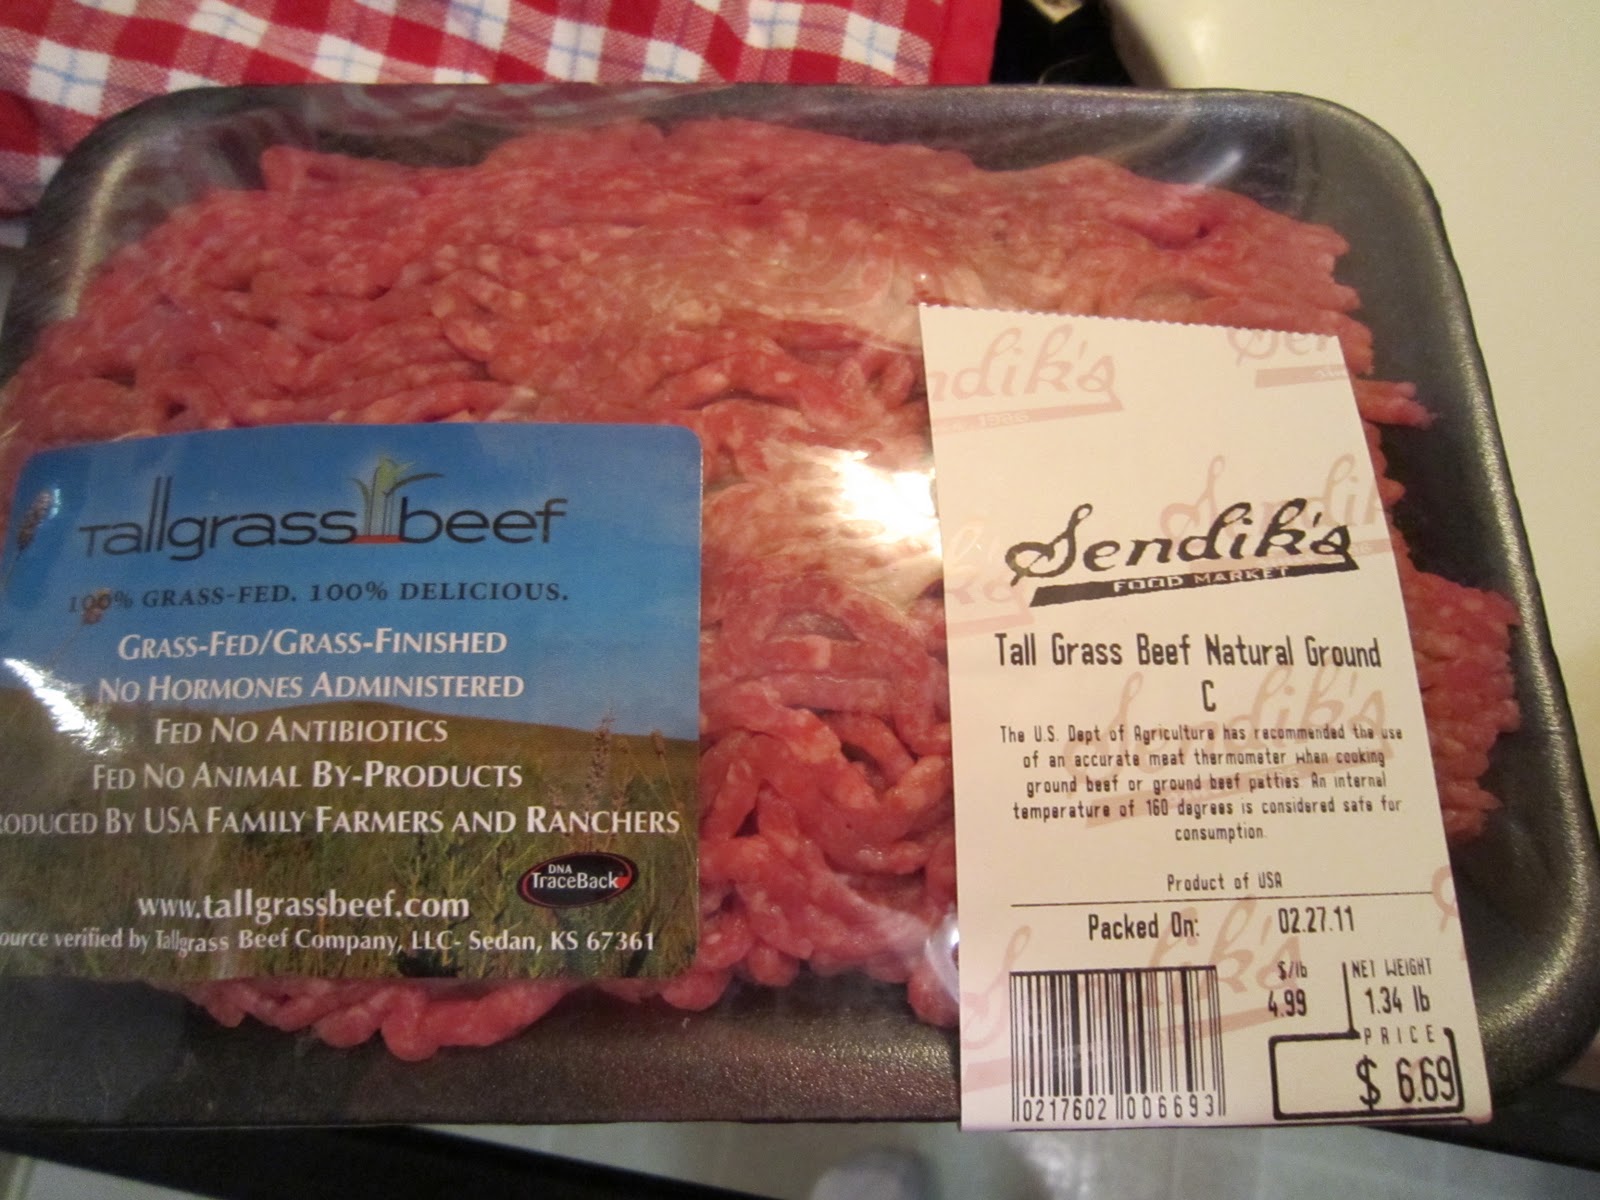 Tallgrass beef
100% GRASS-FED. 100% DELICIOUS.
GRASS-FED/GRASS-FINISHED
NO HORMONES ADMINISTERED
FED NO ANTIBIOTICS
FED NO ANIMAL BY-PRODUCTS
BY USA FAMILY FARMERS AND RANCHERS
DNA
TraceBack
www.tallgrassbeef.com
verified by Tallgrass Beef Company, LLC- Sedan, KS 67361
Sendik's
FOOD MARKET
Tall Grass Beef Natural Ground
C
The U.S. Dept of Agriculture has recommended the use
of an accurate meat thermometer when cooking
ground beef or ground beef patties. An internal
temperature of 160 degrees is considered safe for
consumption.
Product of USA
Packed On: 02.27.11
$/lb NET WEIGHT
4.99 1.34 lb
PRICE
$ 6.69
0217602 006693